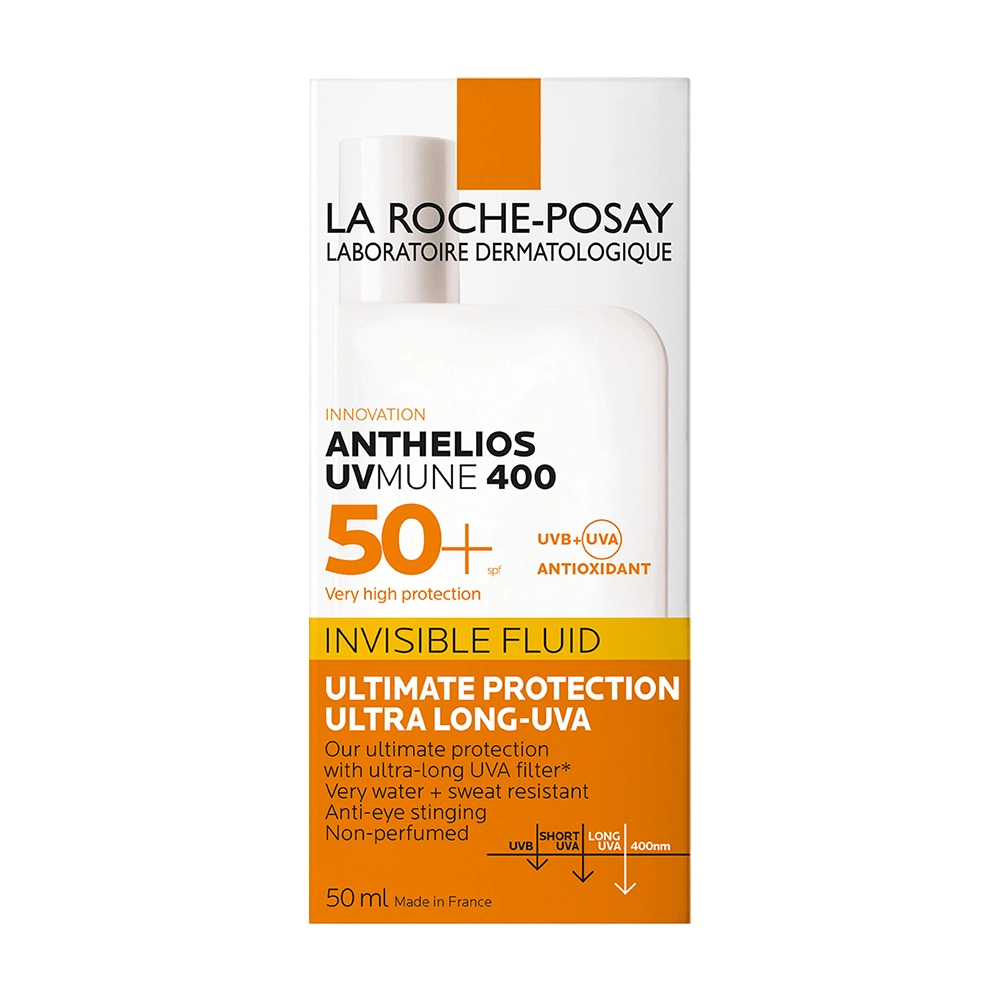 LA ROCHE-POSAY
LABORATOIRE DERMATOLOGIQUE
INNOVATION
ANTHELIOS
UVMUNE 400
50+ spf
Very high protection
UVB+UVA
ANTIOXIDANT
INVISIBLE FLUID
ULTIMATE PROTECTION
ULTRA LONG-UVA
Our ultimate protection
with ultra-long UVA filter*
Very water + sweat resistant
Anti-eye stinging
Non-perfumed
UVB SHORT UVA LONG UVA 400nm
50 ml Made in France